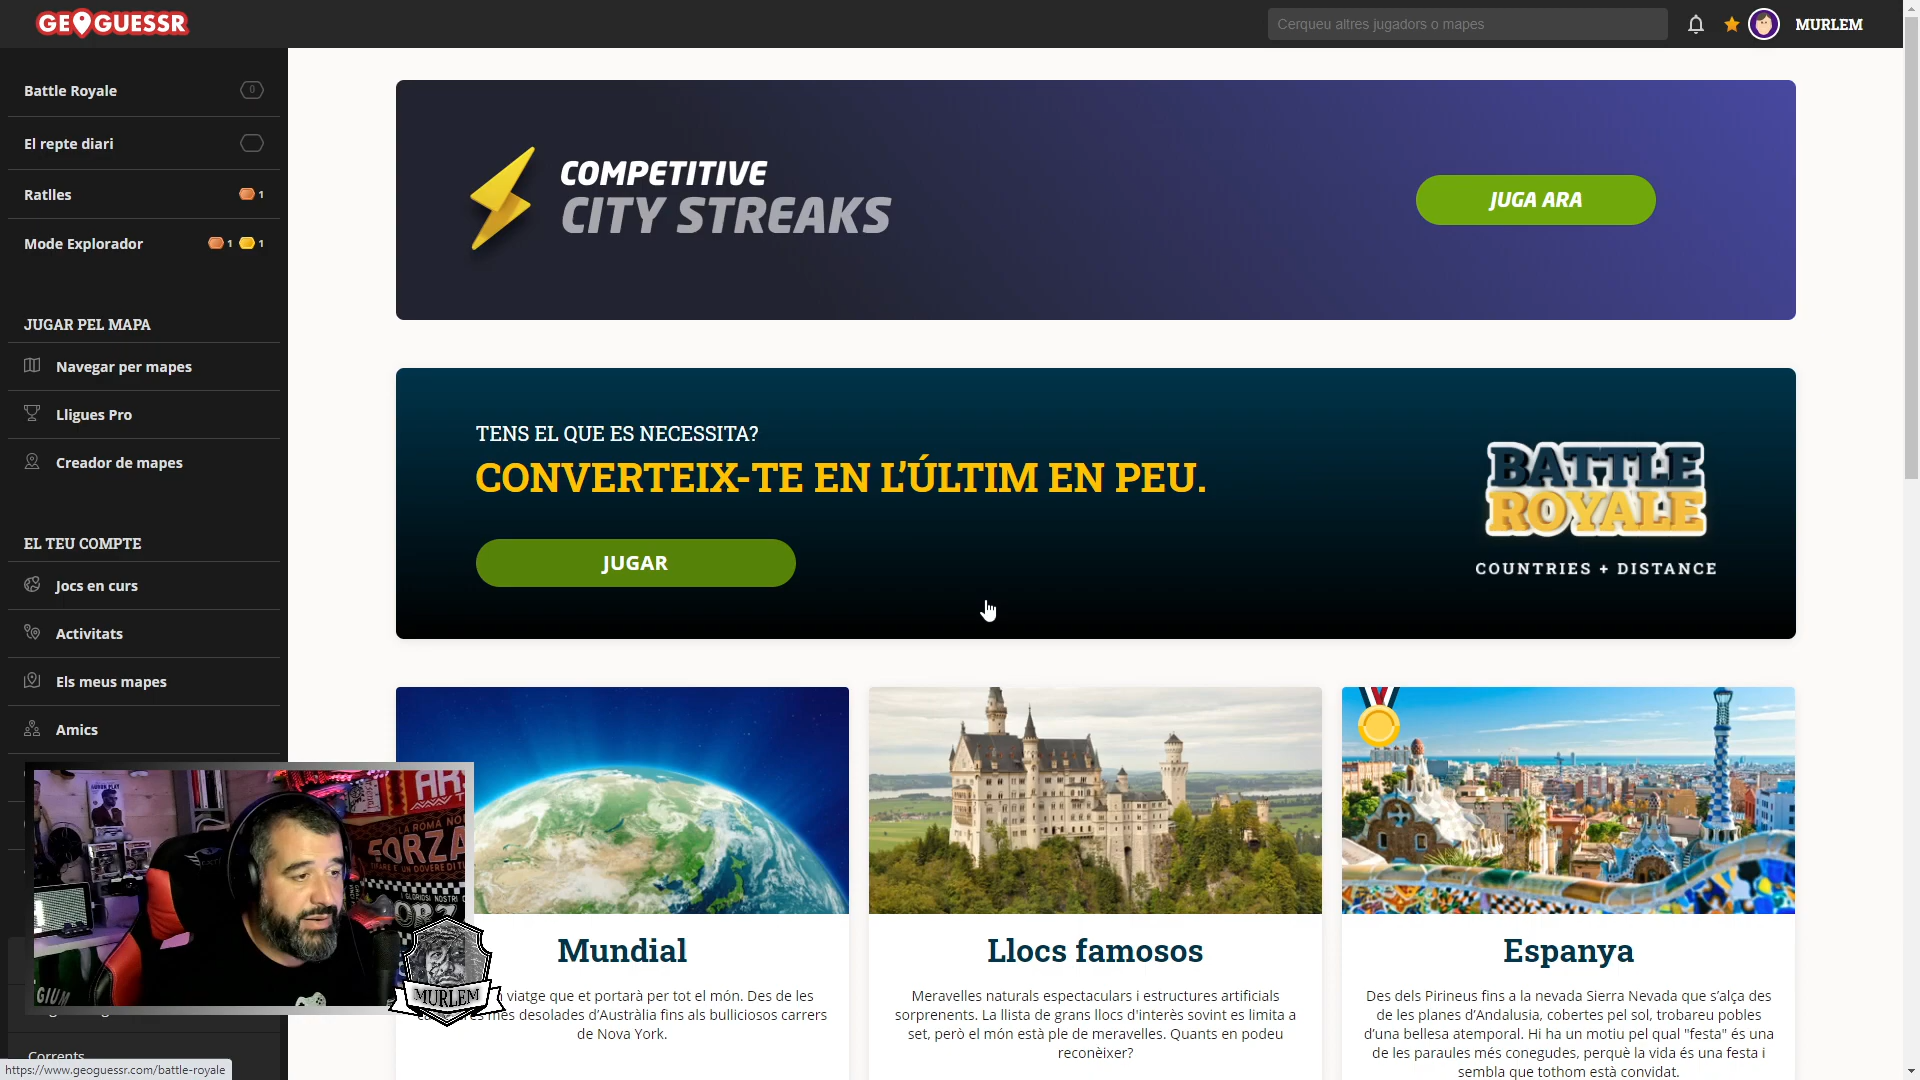 GEOGUESSR
Cerqueu altres jugadors o mapes
MURLEM
Battle Royale
0
El repte diari
Ratlles
1
Mode Explorador
1
1
JUGAR PEL MAPA
Navegar per mapes
Lligues Pro
Creador de mapes
EL TEU COMPTE
Jocs en curs
Activitats
Els meus mapes
Amics
Corrents
https://www.geoguessr.com/battle-royale
COMPETITIVE
CITY STREAKS
JUGA ARA
TENS EL QUE ES NECESSITA?
CONVERTEIX-TE EN L'ÚLTIM EN PEU.
JUGAR
BATTLE
ROYALE
COUNTRIES + DISTANCE
LA ROMA NO
FORZA
MURLEM
Mundial
viatge que et portarà per tot el món. Des de les
més desolades d'Austràlia fins als bulliciosos carrers
de Nova York.
Llocs famosos
Meravelles naturals espectaculars i estructures artificials
sorprenents. La llista de grans llocs d'interès sovint es limita a
set, però el món està ple de meravelles. Quants en podeu
reconèixer?
Espanya
Des dels Pirineus fins a la nevada Sierra Nevada que s'alça des
de les planes d'Andalusia, cobertes pel sol, trobareu pobles
d'una bellesa atemporal. Hi ha un motiu pel qual "festa" és una
de les paraules més conegudes, perquè la vida és una festa i
sembla que tothom està convidat.